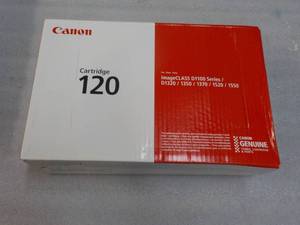 Canon
Cartridge
120
imageCLASS D1100 Series /
D1320 / 1350 / 1370 / 1520 / 1550
CANON
GENUINE